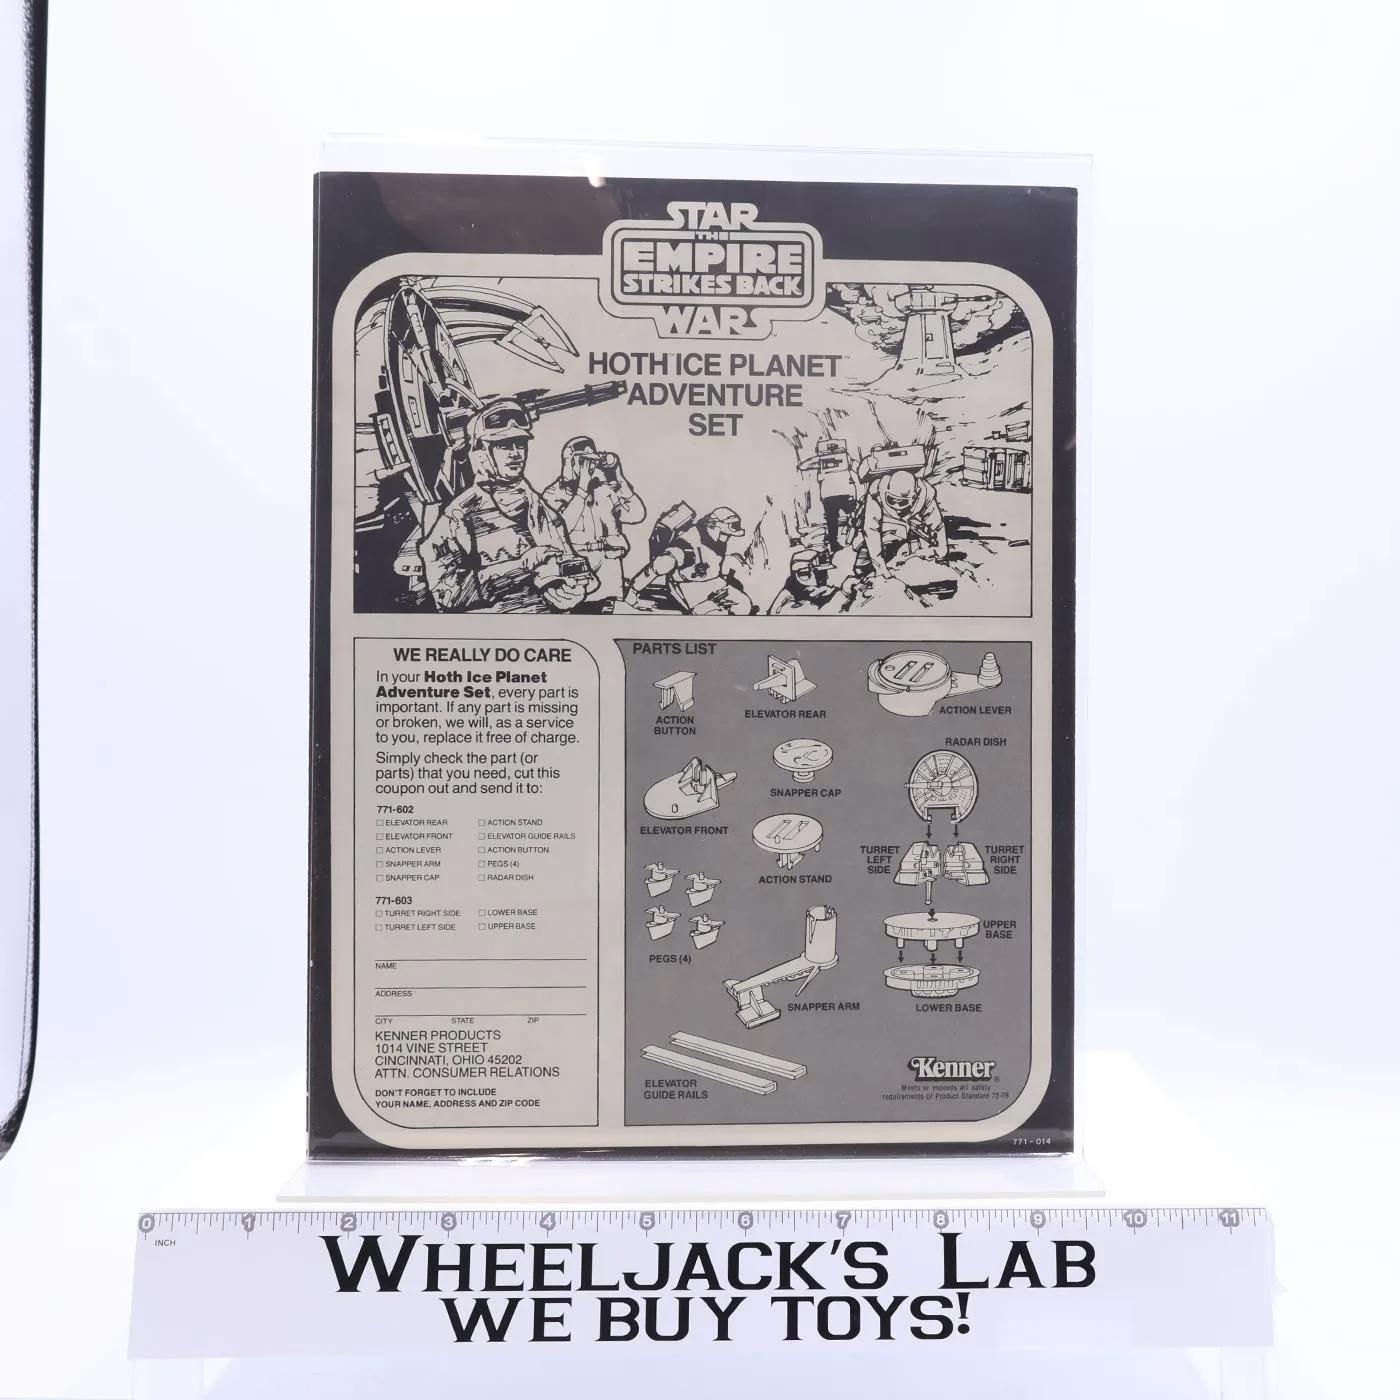 STAR
THE
EMPIRE
STRIKES BACK
WARS
HOTH™ICE PLANET™
ADVENTURE
SET
WE REALLY DO CARE
In your Hoth Ice Planet
Adventure Set, every part is
important. If any part is missing
or broken, we will, as a service
to you, replace it free of charge.
Simply check the part (or
parts) that you need, cut this
coupon out and send it to:
771-602
☐ ELEVATOR REAR ☐ ACTION STAND
☐ ELEVATOR FRONT ☐ ELEVATOR GUIDE RAILS
☐ ACTION LEVER ☐ ACTION BUTTON
☐ SNAPPER ARM ☐ PEGS (4)
☐ SNAPPER CAP ☐ RADAR DISH
771-603
☐ TURRET RIGHT SIDE ☐ LOWER BASE
☐ TURRET LEFT SIDE ☐ UPPER BASE
NAME
ADDRESS
CITY STATE ZIP
KENNER PRODUCTS
1014 VINE STREET
CINCINNATI, OHIO 45202
ATTN. CONSUMER RELATIONS
DON'T FORGET TO INCLUDE
YOUR NAME, ADDRESS AND ZIP CODE
PARTS LIST
ACTION
BUTTON
ELEVATOR REAR
ACTION LEVER
RADAR DISH
SNAPPER CAP
ELEVATOR FRONT
TURRET
LEFT
SIDE
TURRET
RIGHT
SIDE
ACTION STAND
UPPER
BASE
PEGS (4)
SNAPPER ARM
LOWER BASE
ELEVATOR
GUIDE RAILS
Kenner®
Meets or exceeds all safety
requirements of Product Standard 72-76
771-014
0 1 2 3 4 5 6 7 8 9 10 11
INCH
WHEELJACK'S LAB
WE BUY TOYS!